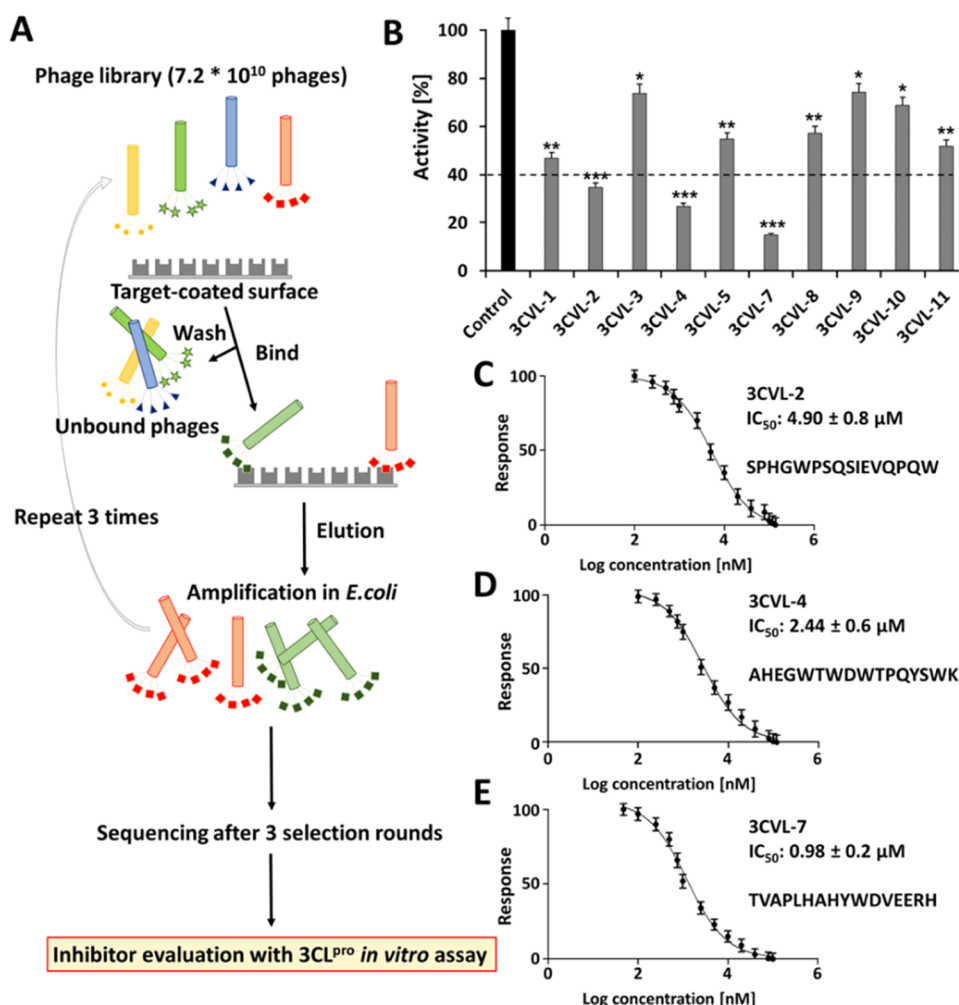 A
Phage library (7.2 * 10¹⁰ phages)
Target-coated surface
Wash
Bind
Unbound phages
Repeat 3 times
Elution
Amplification in E.coli
Sequencing after 3 selection rounds
Inhibitor evaluation with 3CLᵖʳᵒ in vitro assay
B
Activity [%]
100
80
60
40
20
0
**
***
*
***
**
***
**
*
*
**
Control
3CVL-1
3CVL-2
3CVL-3
3CVL-4
3CVL-5
3CVL-7
3CVL-8
3CVL-9
3CVL-10
3CVL-11
C
Response
100
50
0
0 2 4 6
Log concentration [nM]
3CVL-2
IC₅₀: 4.90 ± 0.8 µM
SPHGWPSQSIEVQPQW
D
Response
100
50
0
0 2 4 6
Log concentration [nM]
3CVL-4
IC₅₀: 2.44 ± 0.6 µM
AHEGWTWDWTPQYSWK
E
Response
100
50
0
0 2 4 6
Log concentration [nM]
3CVL-7
IC₅₀: 0.98 ± 0.2 µM
TVAPLHAHYWDVEERH